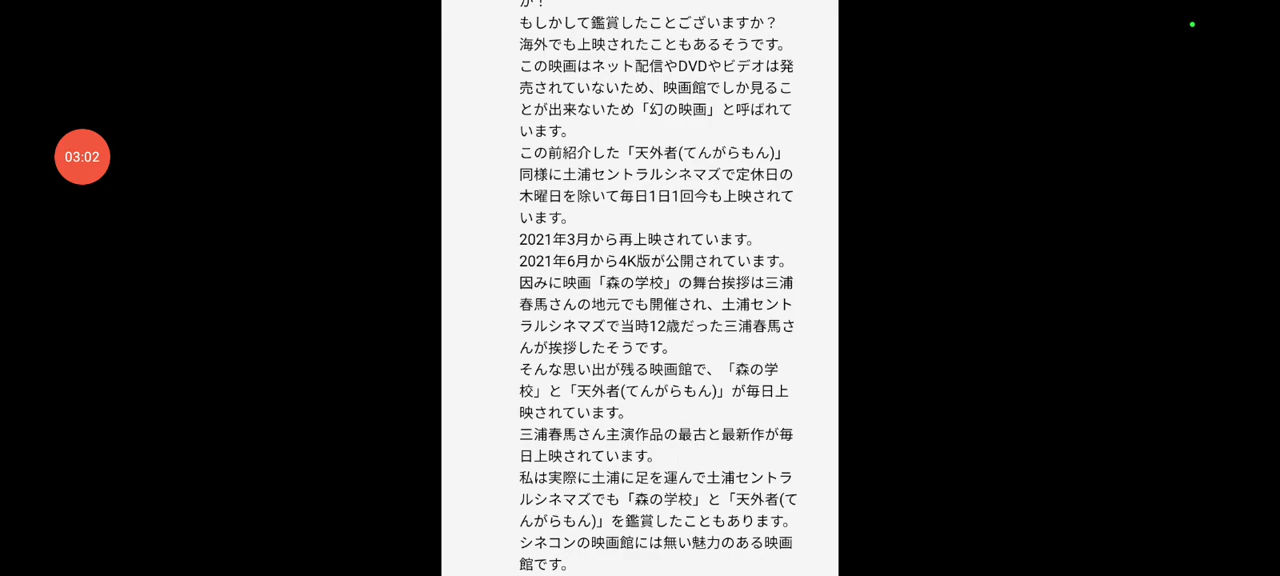 か！
もしかして鑑賞したことございますか？
海外でも上映されたこともあるそうです。
この映画はネット配信やDVDやビデオは発
売されていないため、映画館でしか見るこ
とが出来ないため「幻の映画」と呼ばれて
います。
この前紹介した「天外者(てんがらもん)」
同様に土浦セントラルシネマズで定休日の
木曜日を除いて毎日1日1回今も上映されて
います。
2021年3月から再上映されています。
2021年6月から4K版が公開されています。
因みに映画「森の学校」の舞台挨拶は三浦
春馬さんの地元でも開催され、土浦セント
ラルシネマズで当時12歳だった三浦春馬さ
んが挨拶したそうです。
そんな思い出が残る映画館で、「森の学
校」と「天外者(てんがらもん)」が毎日上
映されています。
三浦春馬さん主演作品の最古と最新作が毎
日上映されています。
私は実際に土浦に足を運んで土浦セントラ
ルシネマズでも「森の学校」と「天外者(て
んがらもん)」を鑑賞したこともあります。
シネコンの映画館には無い魅力のある映画
館です。
03:02